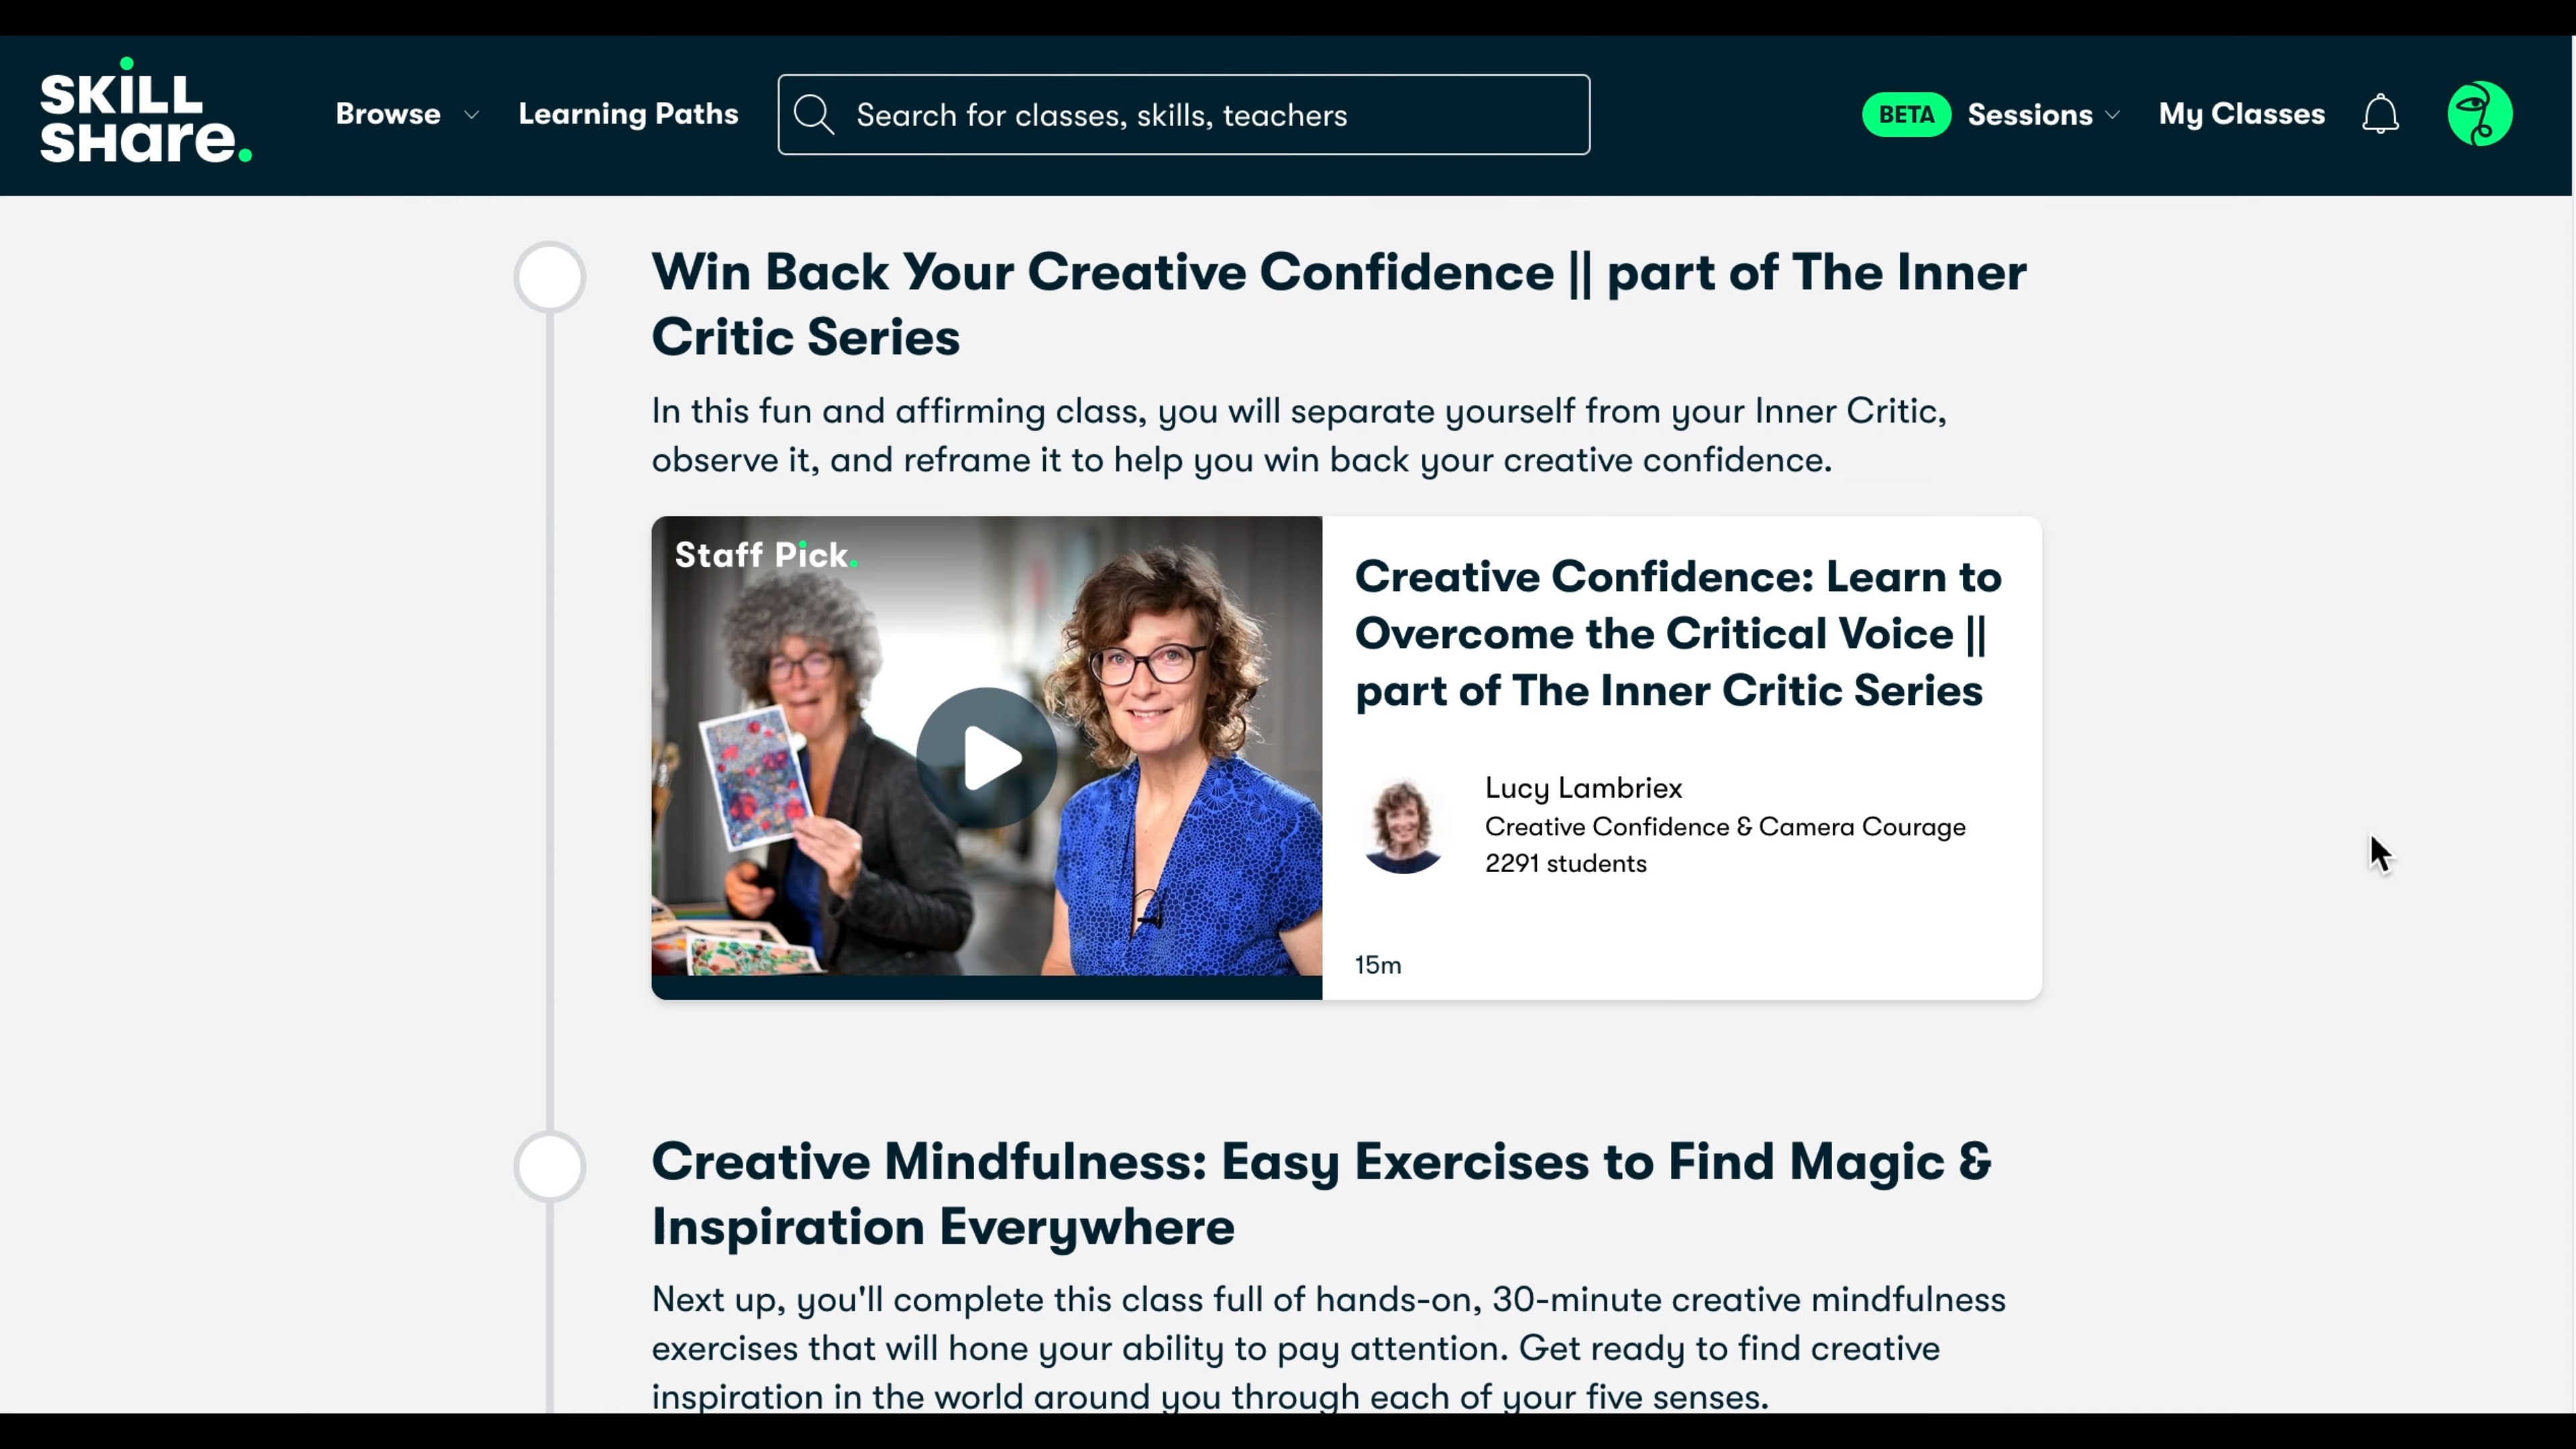 SKILL
SHare.
Browse
Learning Paths
Search for classes, skills, teachers
BETA
Sessions
My Classes
Win Back Your Creative Confidence || part of The Inner
Critic Series
In this fun and affirming class, you will separate yourself from your Inner Critic,
observe it, and reframe it to help you win back your creative confidence.
Staff Pick.
Creative Confidence: Learn to
Overcome the Critical Voice ||
part of The Inner Critic Series
Lucy Lambriex
Creative Confidence & Camera Courage
2291 students
15m
Creative Mindfulness: Easy Exercises to Find Magic &
Inspiration Everywhere
Next up, you'll complete this class full of hands-on, 30-minute creative mindfulness
exercises that will hone your ability to pay attention. Get ready to find creative
inspiration in the world around you through each of your five senses.